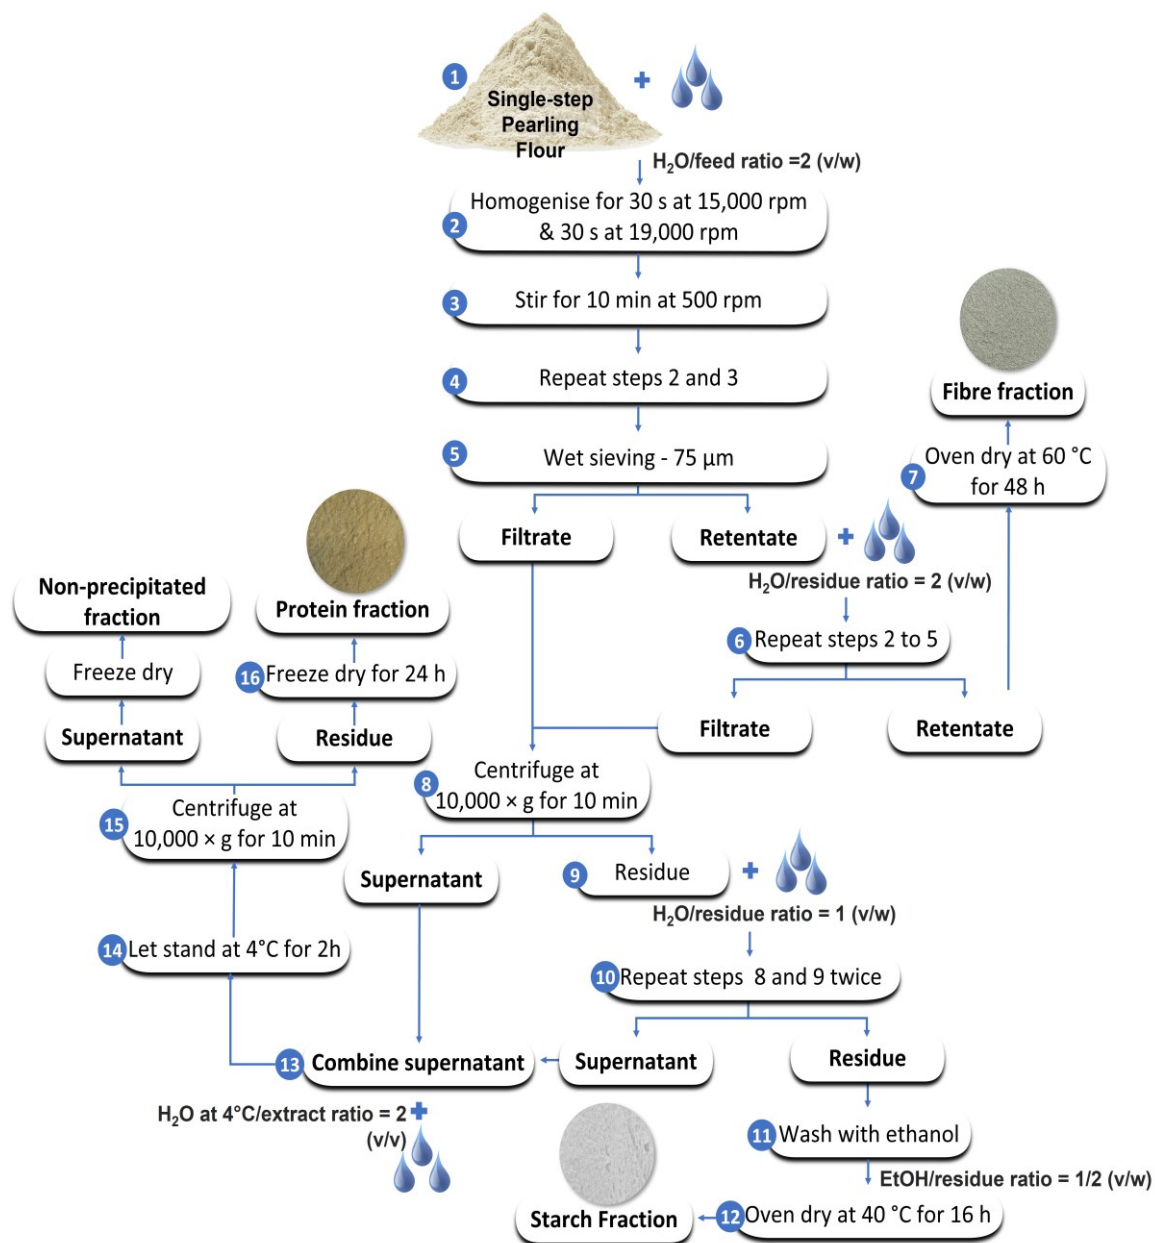 1
Single-step
Pearling
Flour
+
H₂O/feed ratio =2 (v/w)
2
Homogenise for 30 s at 15,000 rpm
& 30 s at 19,000 rpm
3
Stir for 10 min at 500 rpm
4
Repeat steps 2 and 3
5
Wet sieving - 75 µm
Filtrate
Retentate
+
H₂O/residue ratio = 2 (v/w)
6
Repeat steps 2 to 5
Filtrate
Retentate
7
Oven dry at 60 °C
for 48 h
Fibre fraction
8
Centrifuge at
10,000 × g for 10 min
Supernatant
9
Residue
+
H₂O/residue ratio = 1 (v/w)
10
Repeat steps 8 and 9 twice
Supernatant
Residue
11
Wash with ethanol
EtOH/residue ratio = 1/2 (v/w)
12
Oven dry at 40 °C for 16 h
Starch Fraction
13
Combine supernatant
+
H₂O at 4°C/extract ratio = 2
(v/v)
14
Let stand at 4°C for 2h
15
Centrifuge at
10,000 × g for 10 min
Supernatant
Freeze dry
Non-precipitated
fraction
Residue
16
Freeze dry for 24 h
Protein fraction